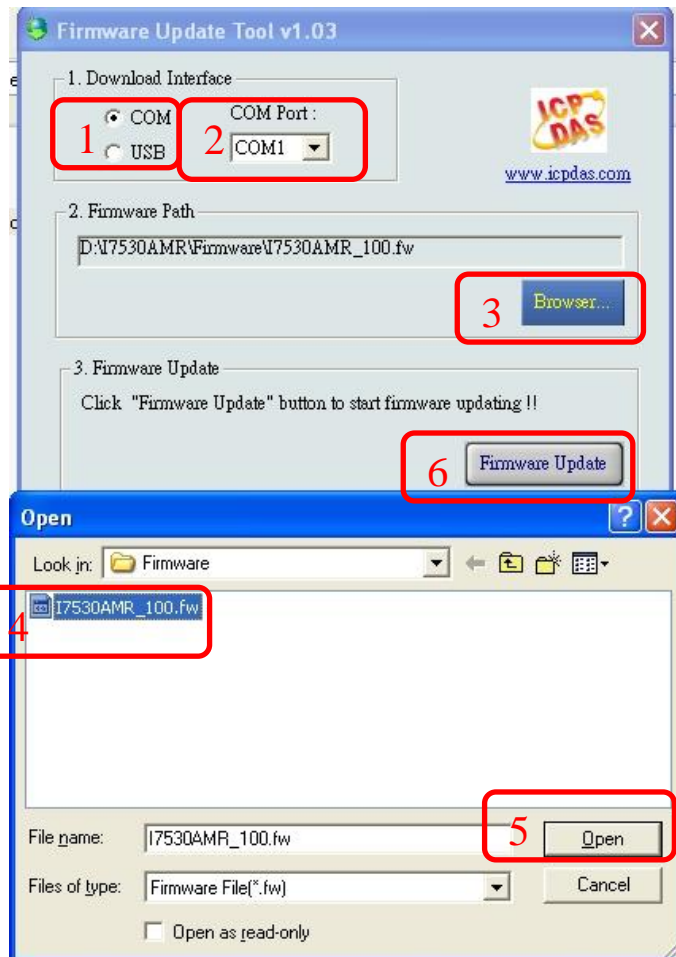 Firmware Update Tool v1.03
1. Download Interface
1
COM
USB
2
COM Port :
COM1
ICP
DAS
www.icpdas.com
2. Firmware Path
D:\I7530AMR\Firmware\I7530AMR_100.fw
3
Browser...
3. Firmware Update
Click "Firmware Update" button to start firmware updating !!
6
Firmware Update
Open
Look in:
Firmware
4
I7530AMR_100.fw
File name:
I7530AMR_100.fw
5
Open
Files of type:
Firmware File(*.fw)
Cancel
Open as read-only